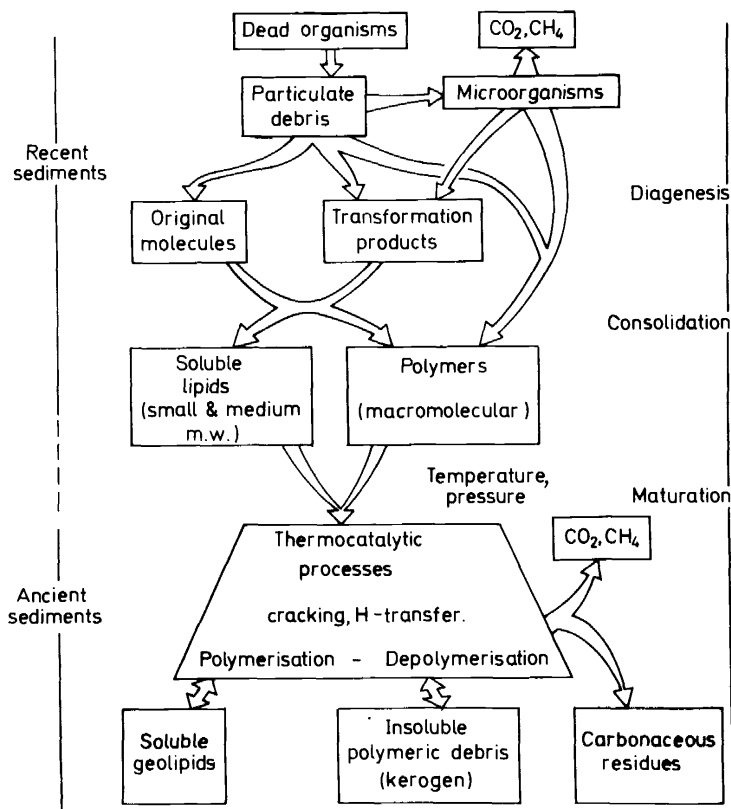 Dead organisms
CO₂,CH₄
Particulate
debris
Microorganisms
Recent
sediments
Diagenesis
Original
molecules
Transformation
products
Consolidation
Soluble
lipids
(small & medium
m.w.)
Polymers
(macromolecular)
Temperature,
pressure
Maturation
Thermocatalytic
processes
cracking, H-transfer.
Polymerisation - Depolymerisation
CO₂,CH₄
Ancient
sediments
Soluble
geolipids
Insoluble
polymeric debris
(kerogen)
Carbonaceous
residues